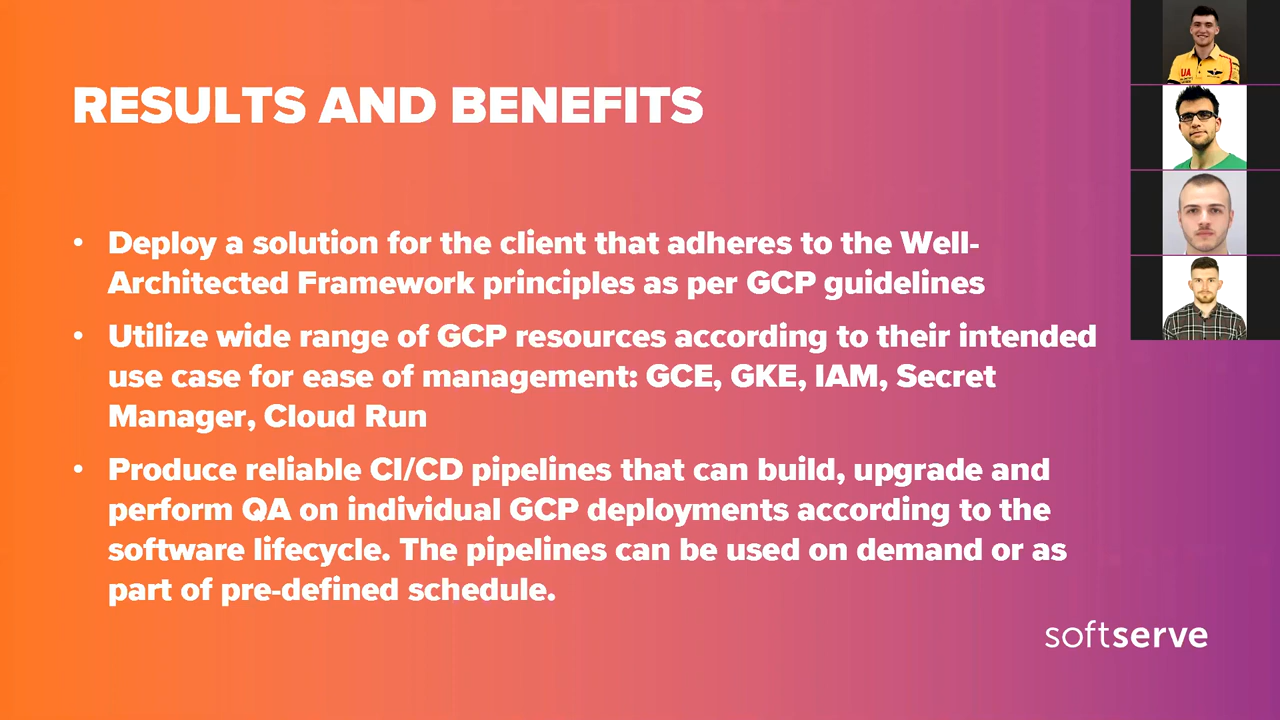 RESULTS AND BENEFITS
• Deploy a solution for the client that adheres to the Well-
Architected Framework principles as per GCP guidelines
• Utilize wide range of GCP resources according to their intended
use case for ease of management: GCE, GKE, IAM, Secret
Manager, Cloud Run
• Produce reliable CI/CD pipelines that can build, upgrade and
perform QA on individual GCP deployments according to the
software lifecycle. The pipelines can be used on demand or as
part of pre-defined schedule.
softserve
UA